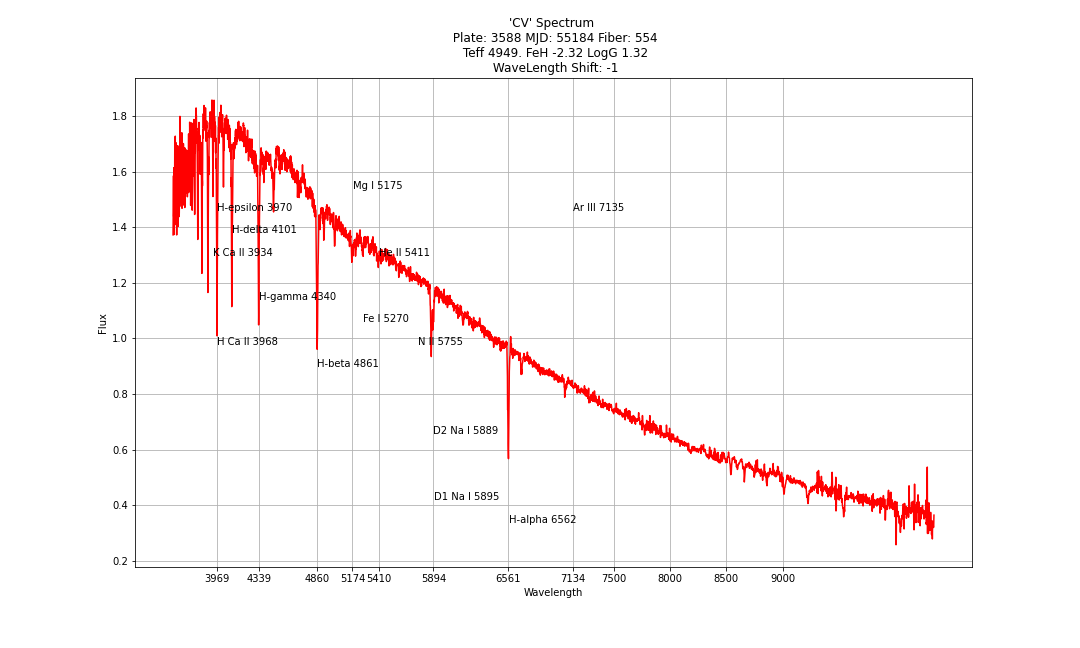 'CV' Spectrum
Plate: 3588 MJD: 55184 Fiber: 554
Teff 4949. FeH -2.32 LogG 1.32
WaveLength Shift: -1
1.8
1.6
1.4
1.2
1.0
0.8
0.6
0.4
0.2
Flux
Mg I 5175
H-epsilon 3970
Ar III 7135
H-delta 4101
K Ca II 3934
He II 5411
H-gamma 4340
Fe I 5270
H Ca II 3968
N II 5755
H-beta 4861
D2 Na I 5889
D1 Na I 5895
H-alpha 6562
3969 4339 4860 5174 5410 5894 6561 7134 7500 8000 8500 9000
Wavelength